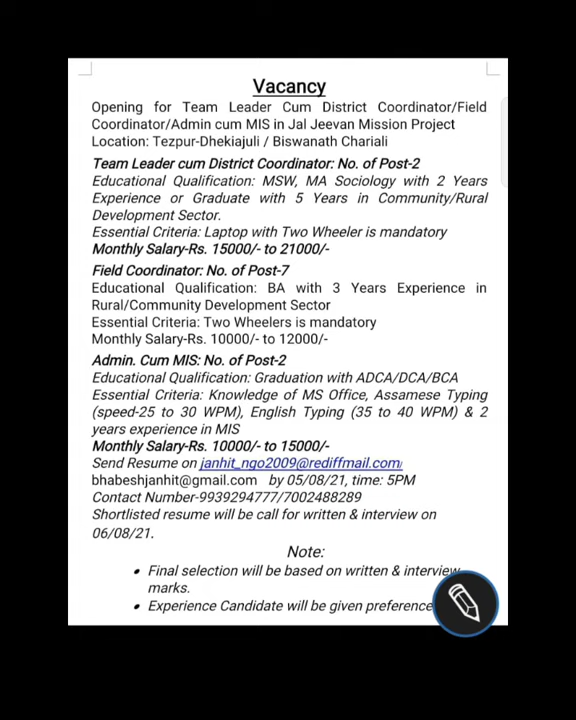 Vacancy
Opening for Team Leader Cum District Coordinator/Field
Coordinator/Admin cum MIS in Jal Jeevan Mission Project
Location: Tezpur-Dhekiajuli / Biswanath Chariali
Team Leader cum District Coordinator: No. of Post-2
Educational Qualification: MSW, MA Sociology with 2 Years
Experience or Graduate with 5 Years in Community/Rural
Development Sector.
Essential Criteria: Laptop with Two Wheeler is mandatory
Monthly Salary-Rs. 15000/- to 21000/-
Field Coordinator: No. of Post-7
Educational Qualification: BA with 3 Years Experience in
Rural/Community Development Sector
Essential Criteria: Two Wheelers is mandatory
Monthly Salary-Rs. 10000/- to 12000/-
Admin. Cum MIS: No. of Post-2
Educational Qualification: Graduation with ADCA/DCA/BCA
Essential Criteria: Knowledge of MS Office, Assamese Typing
(speed-25 to 30 WPM), English Typing (35 to 40 WPM) & 2
years experience in MIS
Monthly Salary-Rs. 10000/- to 15000/-
Send Resume on janhit_ngo2009@rediffmail.com/
bhabeshjanhit@gmail.com by 05/08/21, time: 5PM
Contact Number-9939294777/7002488289
Shortlisted resume will be call for written & interview on
06/08/21.
Note:
• Final selection will be based on written & interview
marks.
• Experience Candidate will be given preference